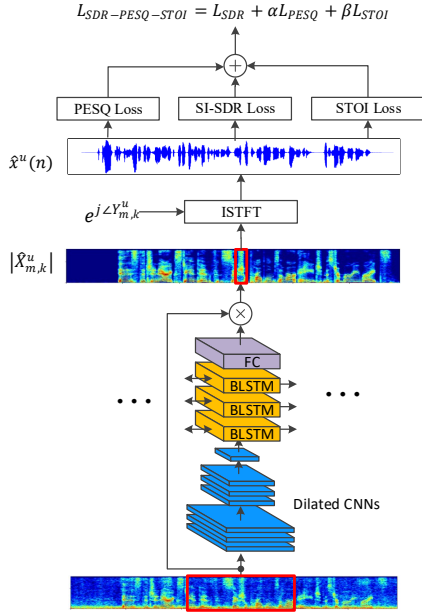 L_{SDR-PESQ-STOI} = L_{SDR} + αL_{PESQ} + βL_{STOI}
+
PESQ Loss SI-SDR Loss STOI Loss
x̂^u(n)
e^{j∠Y^u_{m,k}} ISTFT
|X̂^u_{m,k}|
×
FC
BLSTM
BLSTM
BLSTM
... ...
Dilated CNNs